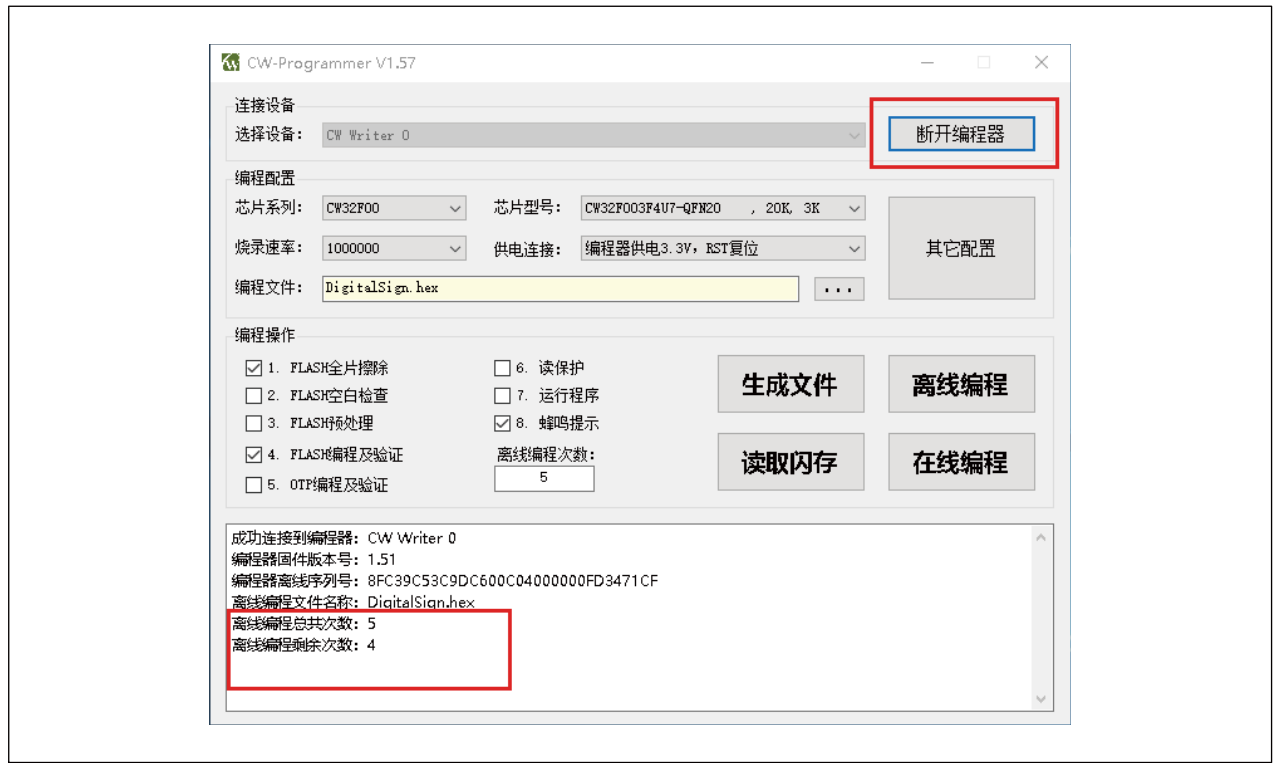 CW-Programmer V1.57
连接设备
选择设备: CW Writer 0 断开编程器
编程配置
芯片系列: CW32F00 芯片型号: CW32F003F4U7-QFN20 , 20K, 3K
烧录速率: 1000000 供电连接: 编程器供电3.3V, RST复位 其它配置
编程文件: DigitalSign.hex ...
编程操作
1. FLASH全片擦除 6. 读保护
2. FLASH空白检查 7. 运行程序 生成文件 离线编程
3. FLASH预处理 8. 蜂鸣提示
4. FLASH编程及验证 离线编程次数: 读取闪存 在线编程
5. OTP编程及验证 5
成功连接到编程器: CW Writer 0
编程器固件版本号: 1.51
编程器离线序列号: 8FC39C53C9DC600C04000000FD3471CF
离线编程文件名称: DigitalSign.hex
离线编程总共次数: 5
离线编程剩余次数: 4